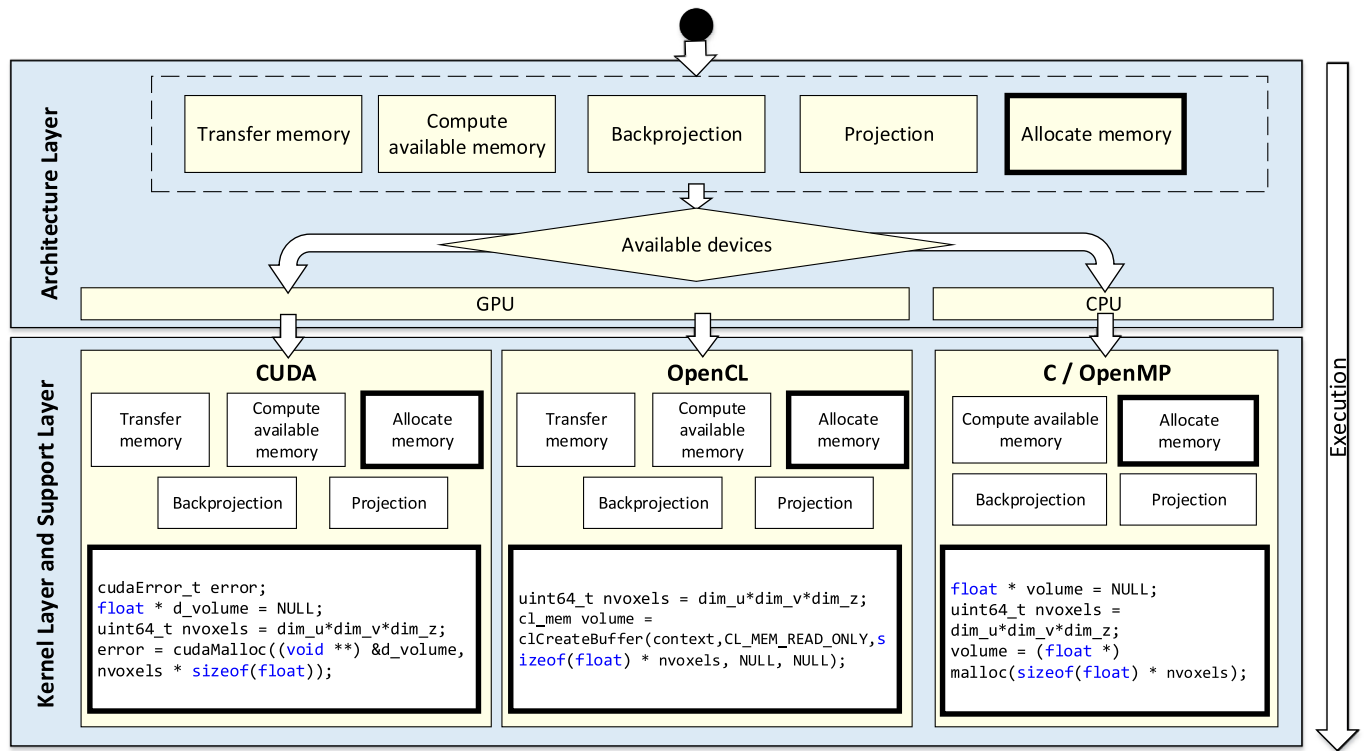 Architecture Layer
Transfer memory
Compute
available memory
Backprojection
Projection
Allocate memory
Available devices
GPU
CPU
Kernel Layer and Support Layer
CUDA
Transfer
memory
Compute
available
memory
Allocate
memory
Backprojection
Projection
cudaError_t error;
float * d_volume = NULL;
uint64_t nvoxels = dim_u*dim_v*dim_z;
error = cudaMalloc((void **) &d_volume,
nvoxels * sizeof(float));
OpenCL
Transfer
memory
Compute
available
memory
Allocate
memory
Backprojection
Projection
uint64_t nvoxels = dim_u*dim_v*dim_z;
cl_mem volume =
clCreateBuffer(context,CL_MEM_READ_ONLY,s
izeof(float) * nvoxels, NULL, NULL);
C / OpenMP
Compute available
memory
Allocate
memory
Backprojection
Projection
float * volume = NULL;
uint64_t nvoxels =
dim_u*dim_v*dim_z;
volume = (float *)
malloc(sizeof(float) * nvoxels);
Execution